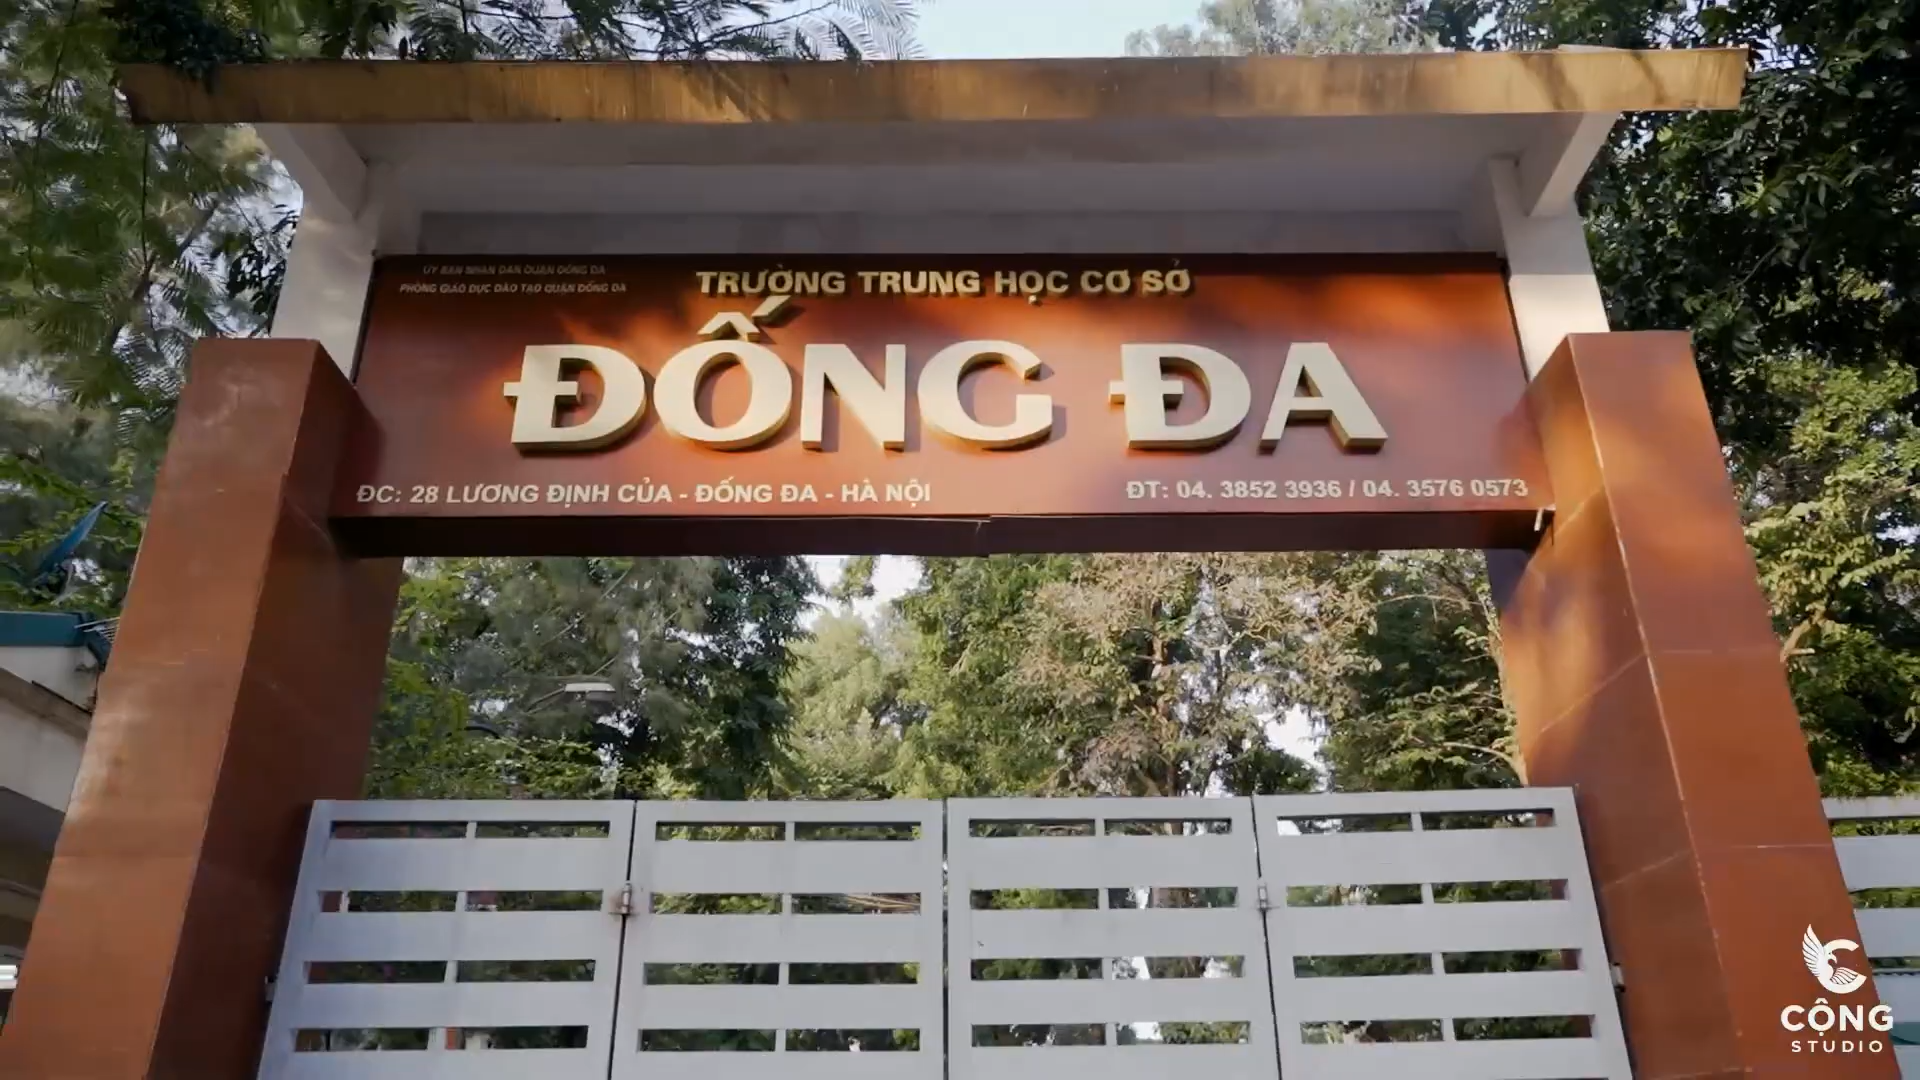 ỦY BAN NHÂN DÂN QUẬN ĐỐNG ĐA
PHÒNG GIÁO DỤC ĐÀO TẠO QUẬN ĐỐNG ĐA
TRƯỜNG TRUNG HỌC CƠ SỞ
ĐỐNG ĐA
ĐC: 28 LƯƠNG ĐỊNH CỦA - ĐỐNG ĐA - HÀ NỘI
ĐT: 04. 3852 3936 / 04. 3576 0573
CỘNG
STUDIO